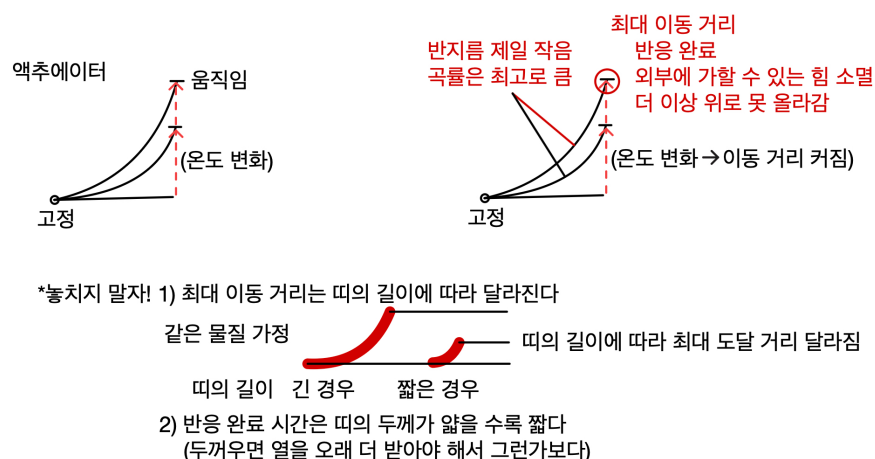 액추에이터
움직임
(온도 변화)
고정
최대 이동 거리
반응 완료
외부에 가할 수 있는 힘 소멸
더 이상 위로 못 올라감
반지름 제일 작음
곡률은 최고로 큼
(온도 변화→이동 거리 커짐)
고정
*놓치지 말자! 1) 최대 이동 거리는 띠의 길이에 따라 달라진다
같은 물질 가정
띠의 길이에 따라 최대 도달 거리 달라짐
띠의 길이 긴 경우 짧은 경우
2) 반응 완료 시간은 띠의 두께가 얇을 수록 짧다
(두꺼우면 열을 오래 더 받아야 해서 그런가보다)